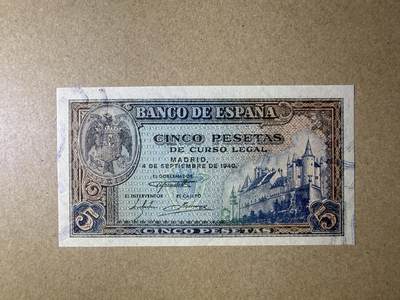 BANCO DE ESPAÑA
CINCO PESETAS
DE CURSO LEGAL
MADRID,
4 DE SEPTIEMBRE DE 1940.
EL GOBERNADOR
EL INTERVENTOR EL CAJERO
5 CINCO PESETAS 5